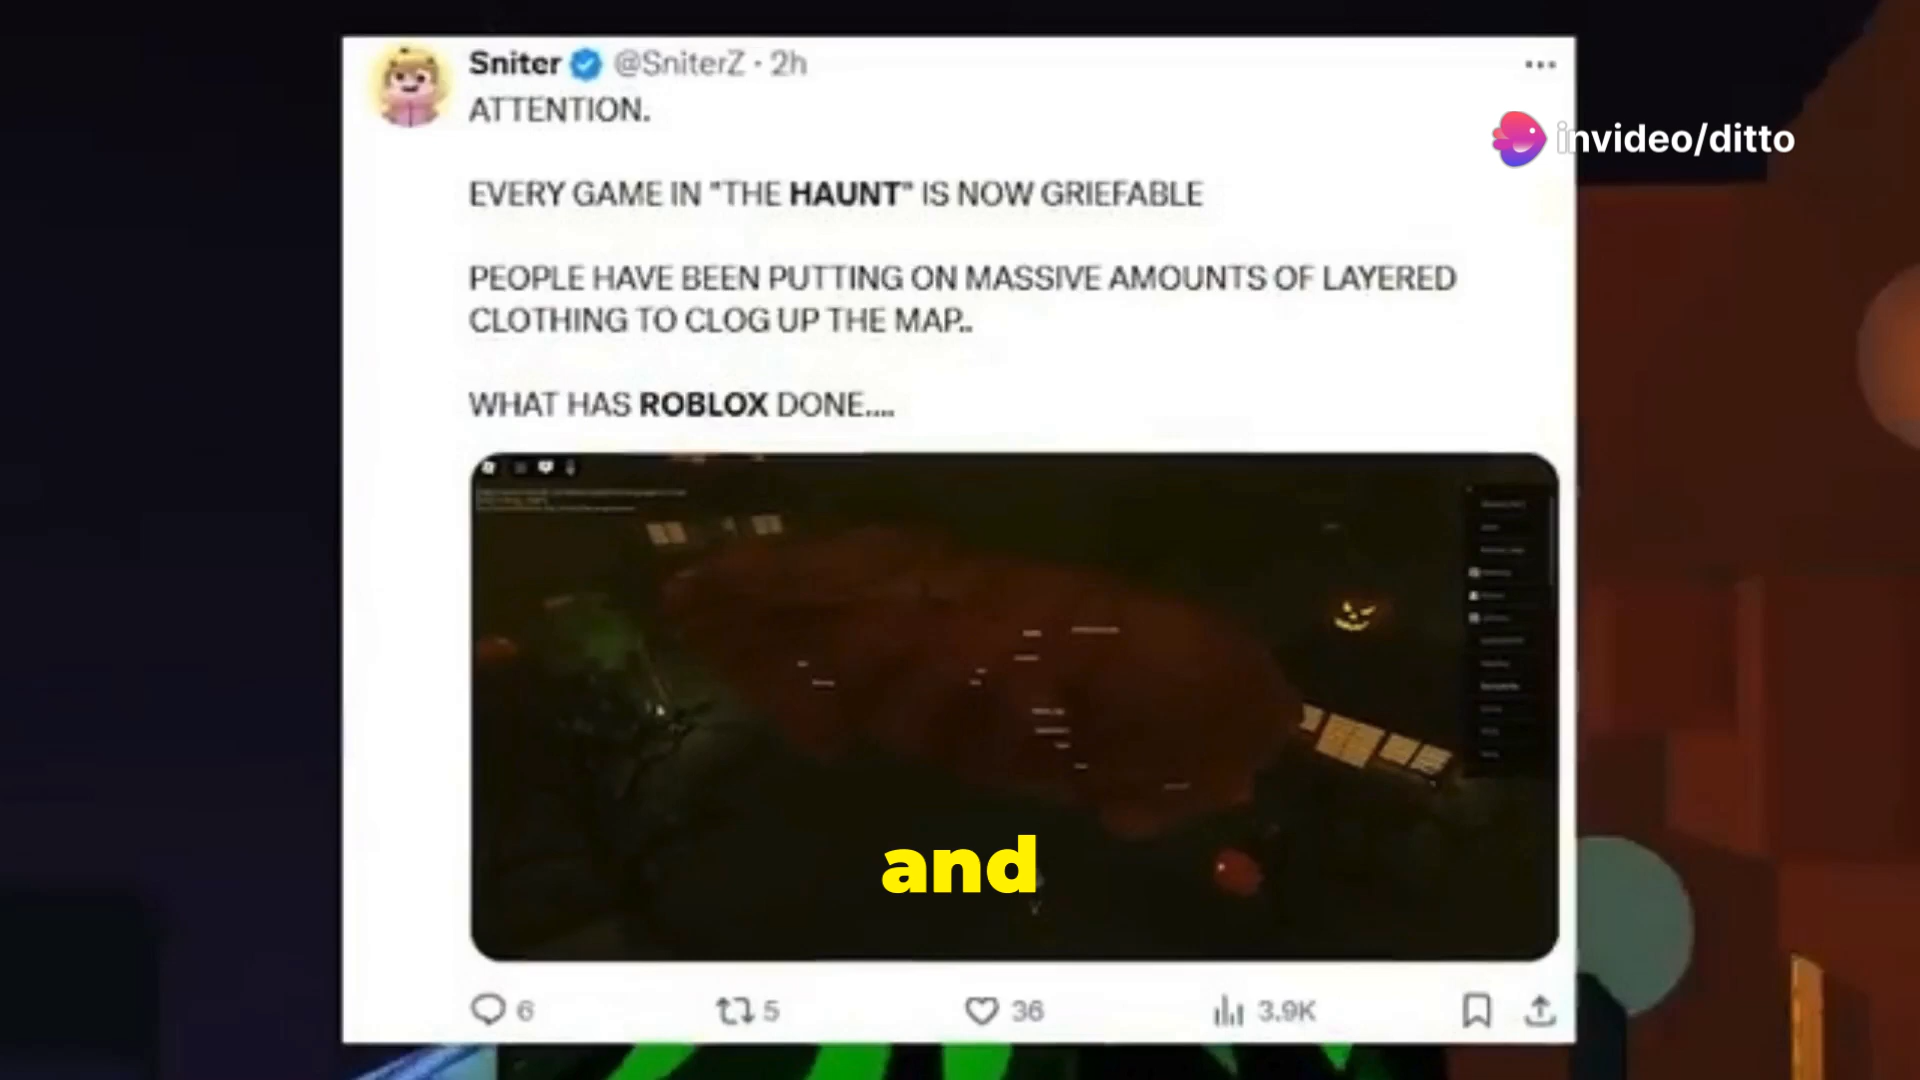 Sniter @SniterZ · 2h
ATTENTION.
invideo/ditto
EVERY GAME IN "THE HAUNT" IS NOW GRIEFABLE
PEOPLE HAVE BEEN PUTTING ON MASSIVE AMOUNTS OF LAYERED
CLOTHING TO CLOG UP THE MAP..
WHAT HAS ROBLOX DONE....
and
6 5 36 3.9K